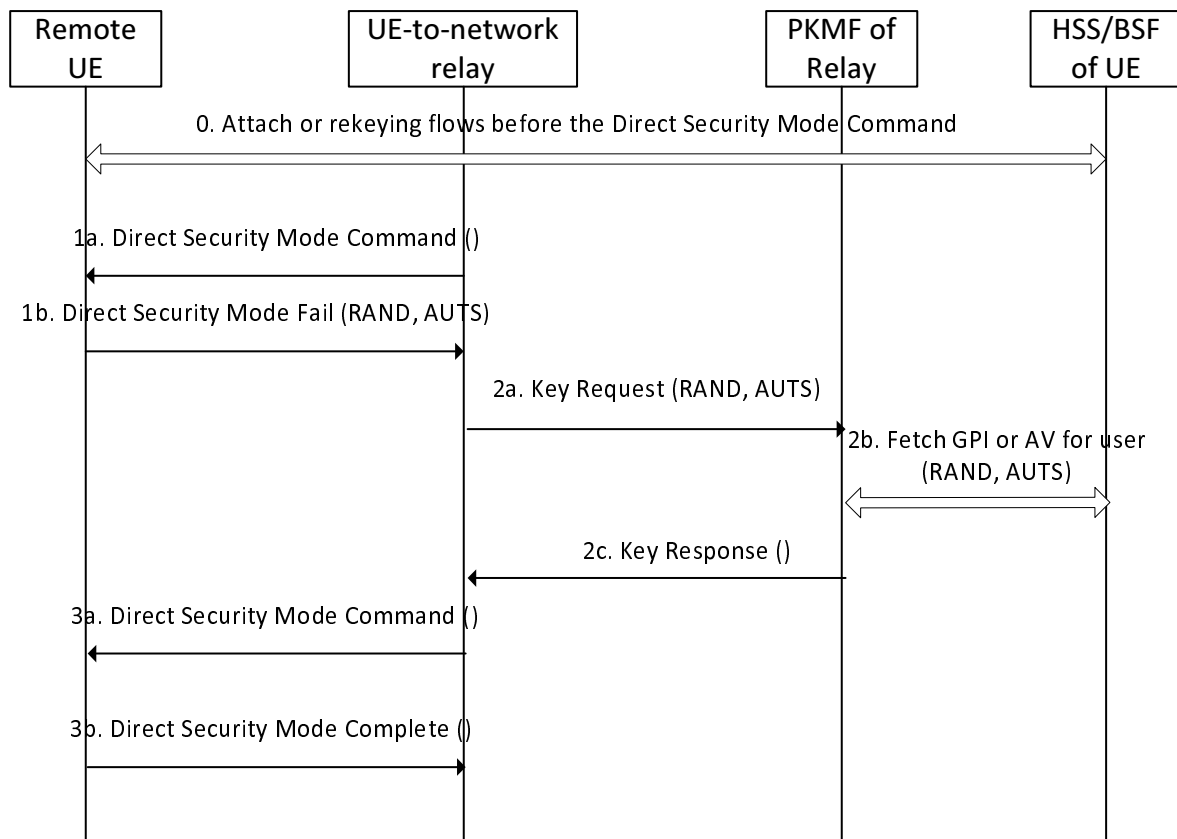 Remote
UE
UE-to-network
relay
PKMF of
Relay
HSS/BSF
of UE
0. Attach or rekeying flows before the Direct Security Mode Command
1a. Direct Security Mode Command ()
1b. Direct Security Mode Fail (RAND, AUTS)
2a. Key Request (RAND, AUTS)
2b. Fetch GPI or AV for user
(RAND, AUTS)
2c. Key Response ()
3a. Direct Security Mode Command ()
3b. Direct Security Mode Complete ()